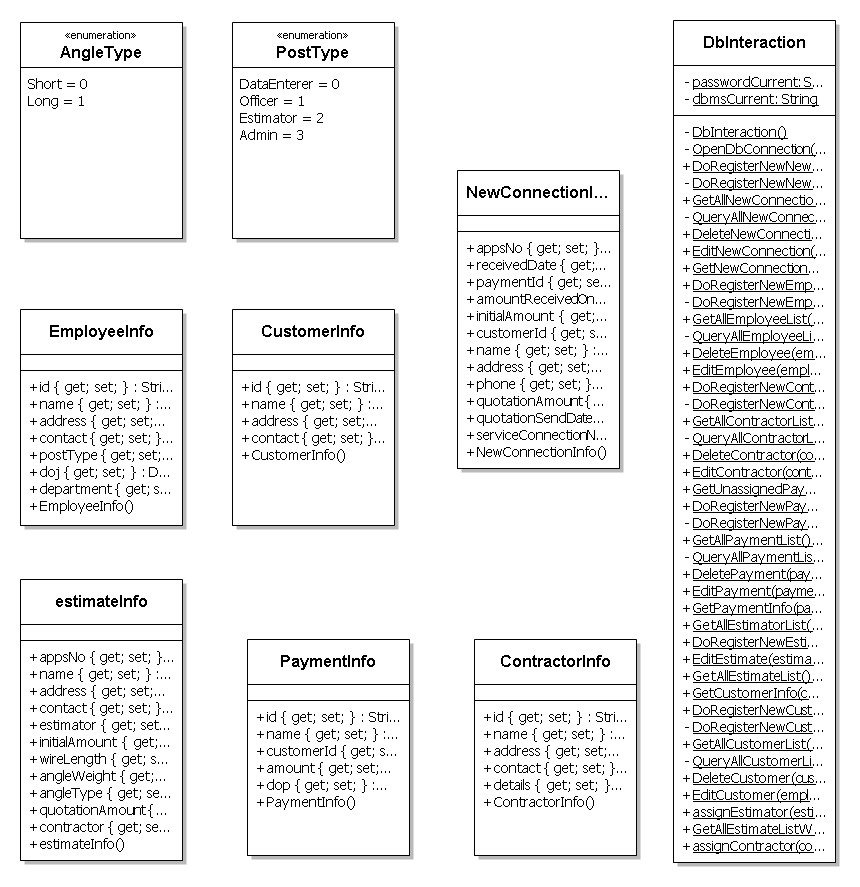 «enumeration»
AngleType
Short = 0
Long = 1
«enumeration»
PostType
DataEnterer = 0
Officer = 1
Estimator = 2
Admin = 3
NewConnectionI...
+ appsNo { get; set; }...
+ receivedDate { get;...
+ paymentId { get; se...
+ amountReceivedOn...
+ initialAmount { get;...
+ customerId { get; s...
+ name { get; set; } :...
+ address { get; set;...
+ phone { get; set; }...
+ quotationAmount {...
+ quotationSendDate...
+ serviceConnectionN...
+ NewConnectionInfo()
DbInteraction
- passwordCurrent: S...
- dbmsCurrent: String
- DbInteraction()
- OpenDbConnection(...
+ DoRegisterNewNew...
- DoRegisterNewNew...
+ GetAllNewConnectio...
- QueryAllNewConnec...
+ DeleteNewConnecti...
+ EditNewConnection(...
+ GetNewConnection...
+ DoRegisterNewEmp...
- DoRegisterNewEmp...
+ GetAllEmployeeList(...
- QueryAllEmployeeLi...
+ DeleteEmployee(em...
+ EditEmployee(empl...
+ DoRegisterNewCont...
- DoRegisterNewCont...
+ GetAllContractorList...
- QueryAllContractorL...
+ DeleteContractor(co...
+ EditContractor(cont...
+ GetUnassignedPay...
+ DoRegisterNewPay...
- DoRegisterNewPay...
+ GetAllPaymentList()...
- QueryAllPaymentLis...
+ DeletePayment(pay...
+ EditPayment(payme...
+ GetPaymentInfo(pa...
+ GetAllEstimatorList(...
+ DoRegisterNewEsti...
+ EditEstimate(estima...
+ GetAllEstimateList()...
+ GetCustomerInfo(c...
+ DoRegisterNewCust...
- DoRegisterNewCust...
+ GetAllCustomerList(...
- QueryAllCustomerLi...
+ DeleteCustomer(cus...
+ EditCustomer(empl...
+ assignEstimator(esti...
+ GetAllEstimateListW...
+ assignContractor(co...
EmployeeInfo
+ id { get; set; } : Stri...
+ name { get; set; } :...
+ address { get; set;...
+ contact { get; set; }...
+ postType { get; set;...
+ doj { get; set; } : D...
+ department { get; s...
+ EmployeeInfo()
CustomerInfo
+ id { get; set; } : Stri...
+ name { get; set; } :...
+ address { get; set;...
+ contact { get; set; }...
+ CustomerInfo()
estimateInfo
+ appsNo { get; set; }...
+ name { get; set; } :...
+ address { get; set;...
+ contact { get; set; }...
+ estimator { get; set...
+ initialAmount { get;...
+ wireLength { get; s...
+ angleWeight { get;...
+ angleType { get; se...
+ quotationAmount {...
+ contractor { get; se...
+ estimateInfo()
PaymentInfo
+ id { get; set; } : Stri...
+ name { get; set; } :...
+ customerId { get; s...
+ amount { get; set;...
+ dop { get; set; } :...
+ PaymentInfo()
ContractorInfo
+ id { get; set; } : Stri...
+ name { get; set; } :...
+ address { get; set;...
+ contact { get; set; }...
+ details { get; set; }...
+ ContractorInfo()